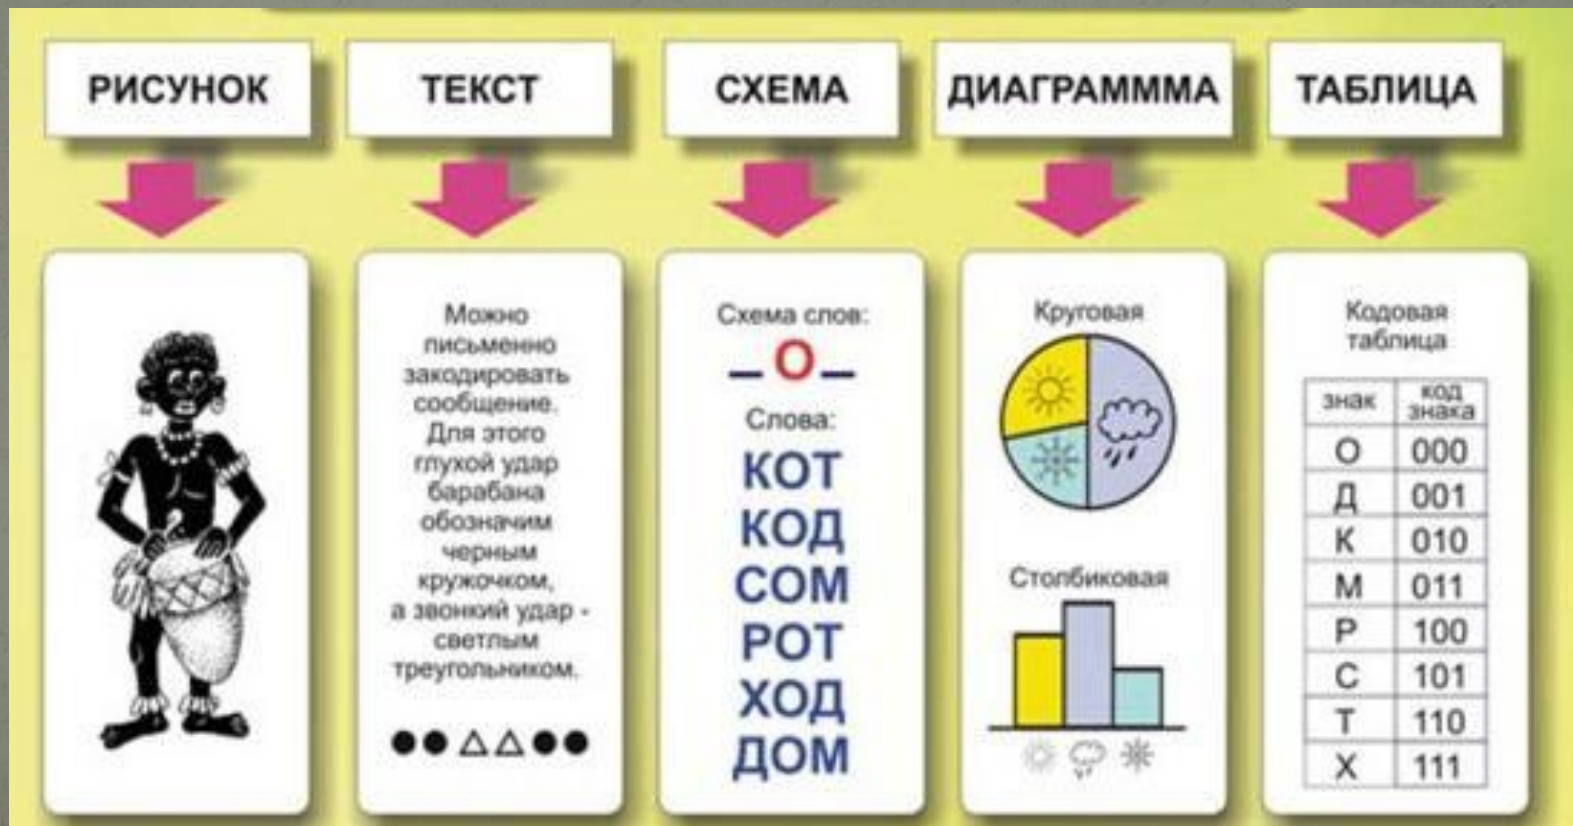 РИСУНОК
ТЕКСТ
СХЕМА
ДИАГРАМММА
ТАБЛИЦА
Можно
письменно
закодировать
сообщение.
Для этого
глухой удар
барабана
обозначим
черным
кружочком,
а звонкий удар -
светлым
треугольником.
Схема слов:
_ О _
Слова:
КОТ
КОД
СОМ
РОТ
ХОД
ДОМ
Круговая
Столбиковая
Кодовая
таблица
знак код знака
О 000
Д 001
К 010
М 011
Р 100
С 101
Т 110
Х 111